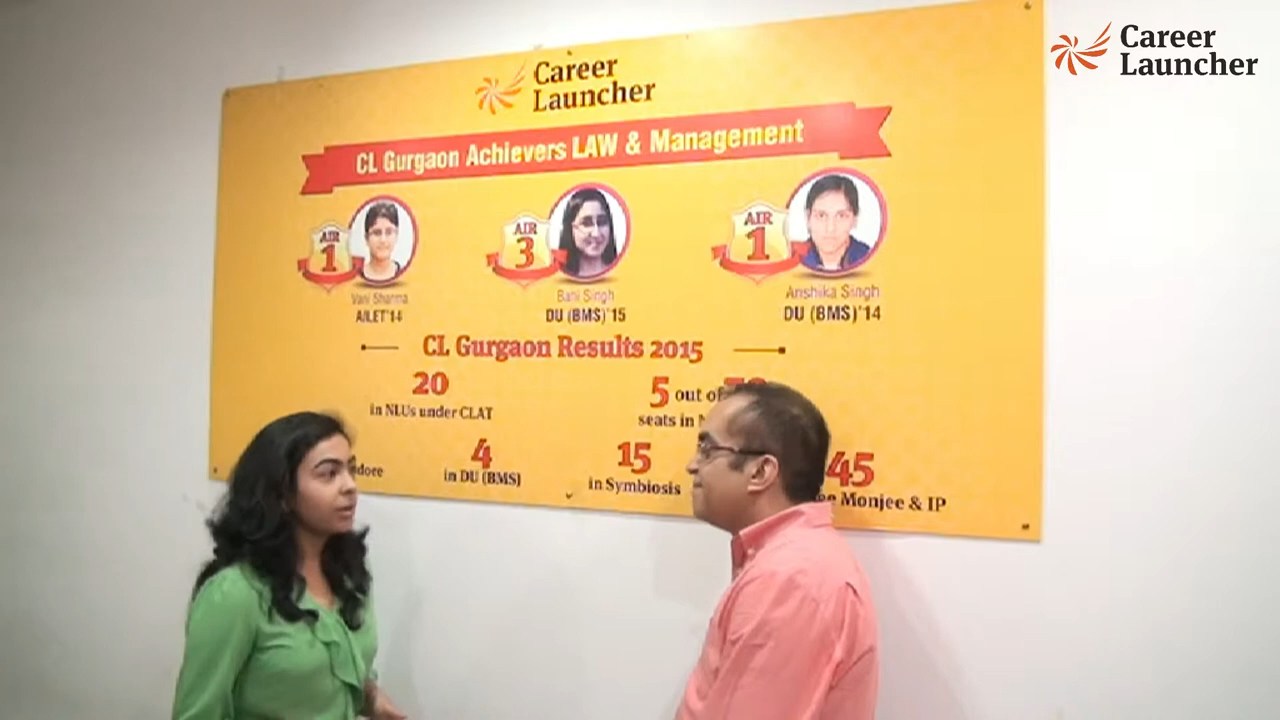 Career
Launcher
Career
Launcher
CL Gurgaon Achievers LAW & Management
AIR
1
AIR
3
AIR
1
Vani Sharma
AILET'14
Bani Singh
DU (BMS)'15
Anshika Singh
DU (BMS)'14
CL Gurgaon Results 2015
20
in NLUs under CLAT
5 out of
seats in
4
in DU (BMS)
15
in Symbiosis
45
Monjee & IP